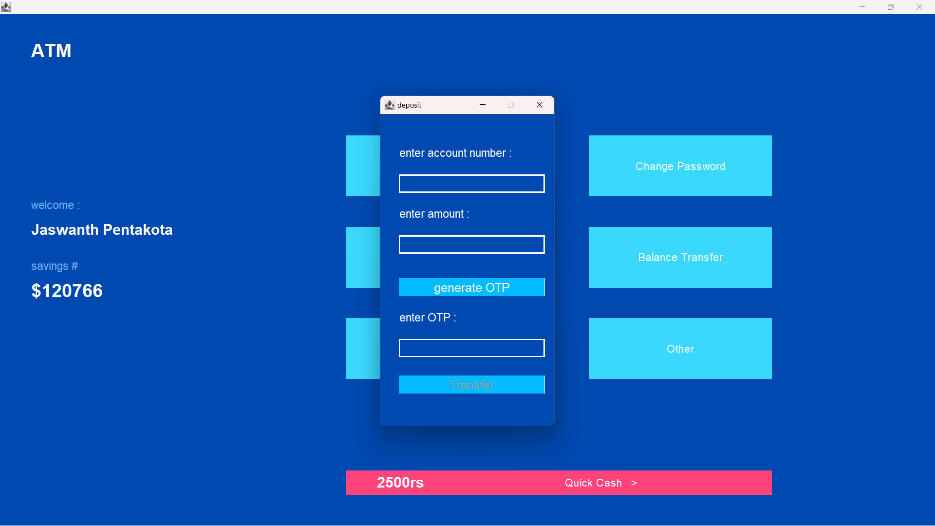 ATM
welcome :
Jaswanth Pentakota
savings #
$120766
deposit
enter account number :
enter amount :
generate OTP
enter OTP :
Transfer
Change Password
Balance Transfer
Other
2500rs
Quick Cash >